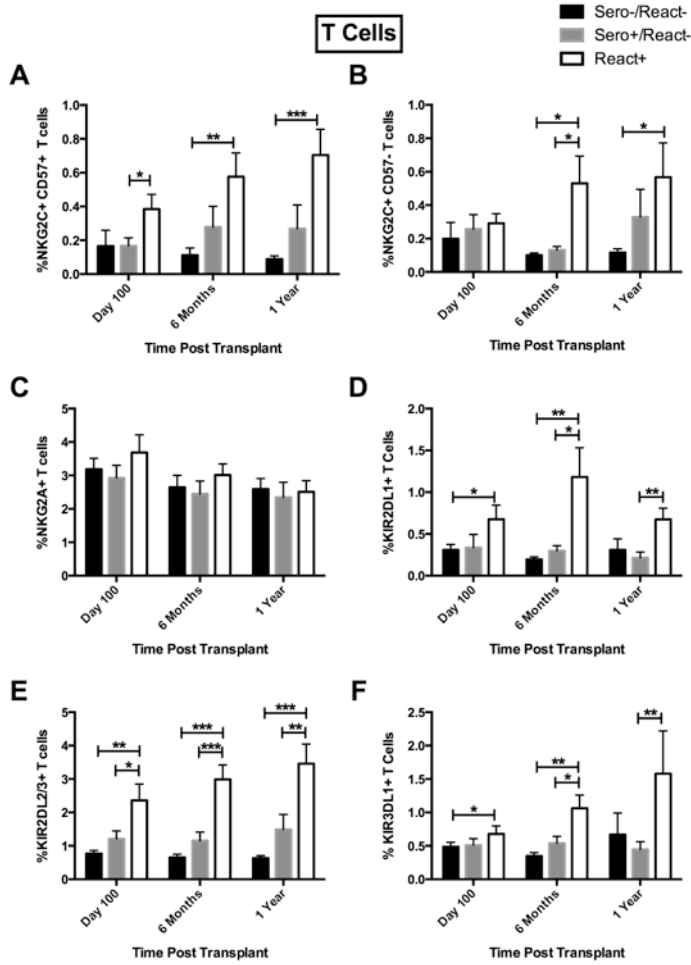 T Cells
Sero-/React-
Sero+/React-
React+
A
%NKG2C+ CD57+ T cells
0.0
0.2
0.4
0.6
0.8
1.0
*
**
***
Day 100
6 Months
1 Year
Time Post Transplant
B
%NKG2C+ CD57- T cells
0.0
0.2
0.4
0.6
0.8
1.0
*
*
*
Day 100
6 Months
1 Year
Time Post Transplant
C
%NKG2A+ T Cells
0
1
2
3
4
5
Day 100
6 Months
1 Year
Time Post Transplant
D
%KIR2DL1+ T Cells
0.0
0.5
1.0
1.5
2.0
*
**
*
**
Day 100
6 Months
1 Year
Time Post Transplant
E
%KIR2DL2/3+ T Cells
0
1
2
3
4
5
**
*
***
***
***
**
Day 100
6 Months
1 Year
Time Post Transplant
F
% KIR3DL1+ T Cells
0.0
0.5
1.0
1.5
2.0
2.5
*
**
*
**
Day 100
6 Months
1 Year
Time Post Transplant